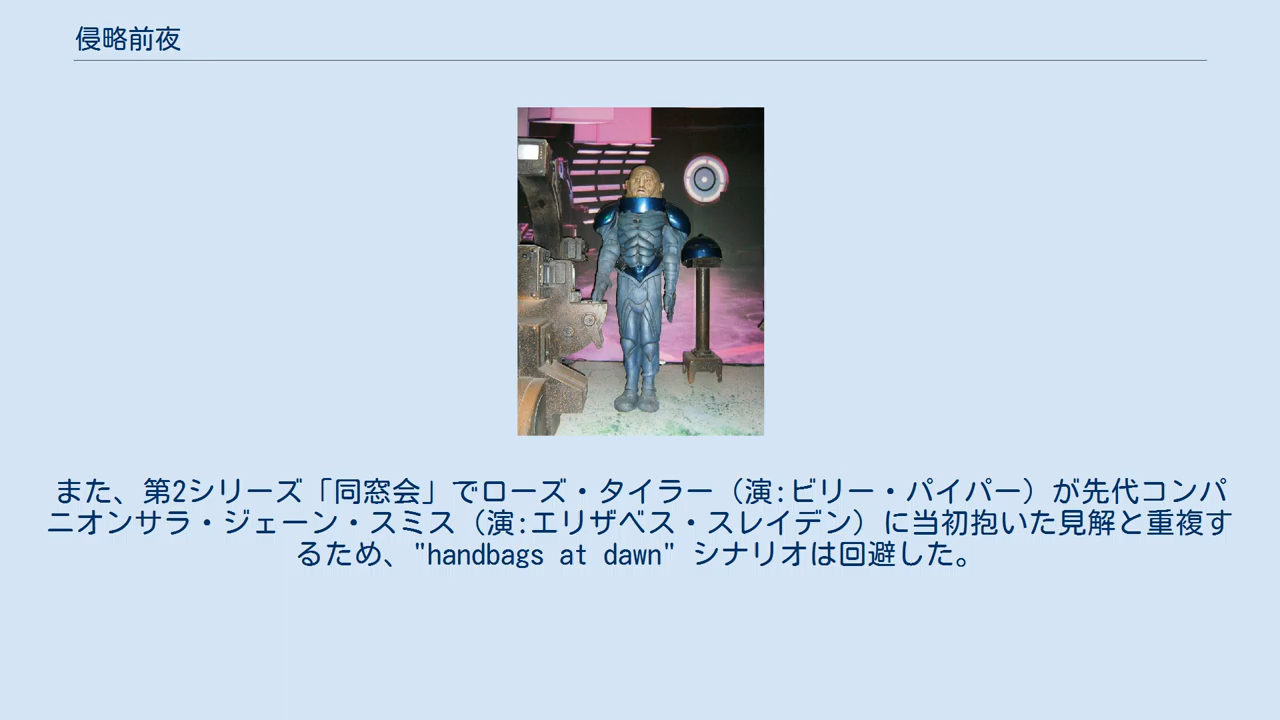 侵略前夜
また、第2シリーズ「同窓会」でローズ・タイラー（演:ビリー・パイパー）が先代コンパ
ニオンサラ・ジェーン・スミス（演:エリザベス・スレイデン）に当初抱いた見解と重複す
るため、"handbags at dawn" シナリオは回避した。